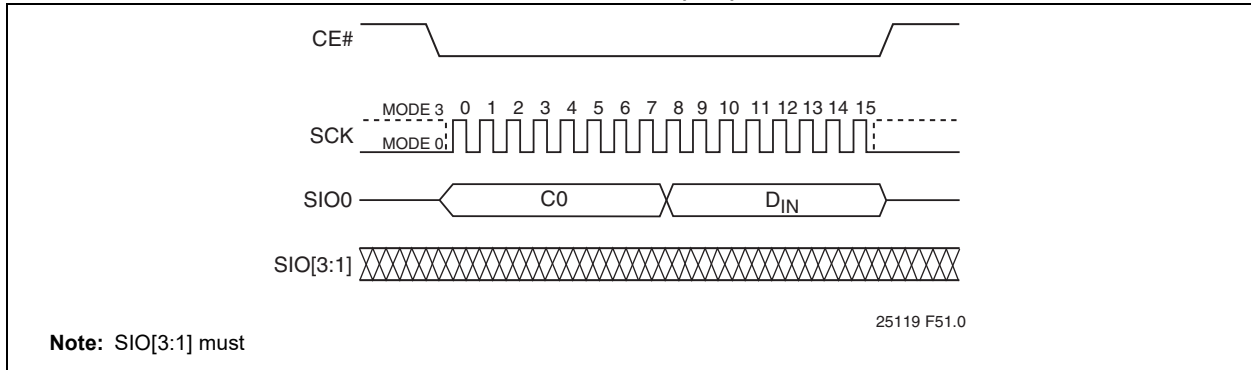 CE#
MODE 3 0 1 2 3 4 5 6 7 8 9 10 11 12 13 14 15
SCK
MODE 0
SIO0 C0 DIN
SIO[3:1]
25119 F51.0
Note: SIO[3:1] must